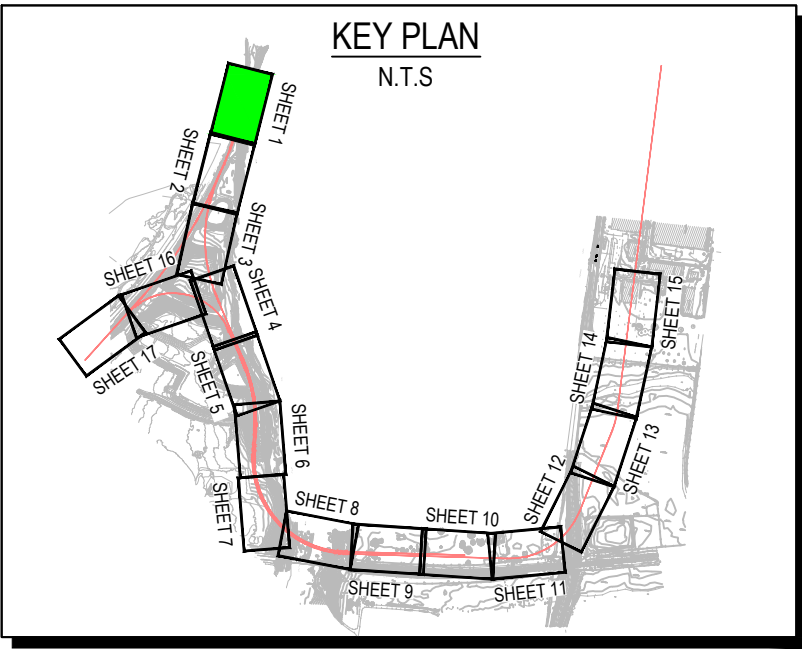 KEY PLAN
N.T.S
SHEET 1
SHEET 2
SHEET 3
SHEET 16
SHEET 4
SHEET 17
SHEET 5
SHEET 6
SHEET 7
SHEET 8
SHEET 9
SHEET 10
SHEET 11
SHEET 12
SHEET 13
SHEET 14
SHEET 15